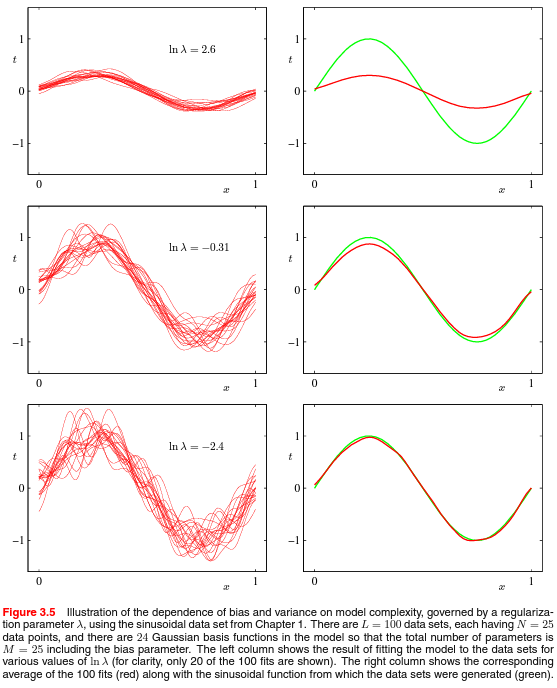 1
t
ln λ = 2.6
0
−1
0
x
1
1
t
0
−1
0
x
1
1
t
ln λ = −0.31
0
−1
0
x
1
1
t
0
−1
0
x
1
1
t
ln λ = −2.4
0
−1
0
x
1
1
t
0
−1
0
x
1
Figure 3.5 Illustration of the dependence of bias and variance on model complexity, governed by a regulariza-
tion parameter λ, using the sinusoidal data set from Chapter 1. There are L = 100 data sets, each having N = 25
data points, and there are 24 Gaussian basis functions in the model so that the total number of parameters is
M = 25 including the bias parameter. The left column shows the result of fitting the model to the data sets for
various values of ln λ (for clarity, only 20 of the 100 fits are shown). The right column shows the corresponding
average of the 100 fits (red) along with the sinusoidal function from which the data sets were generated (green).